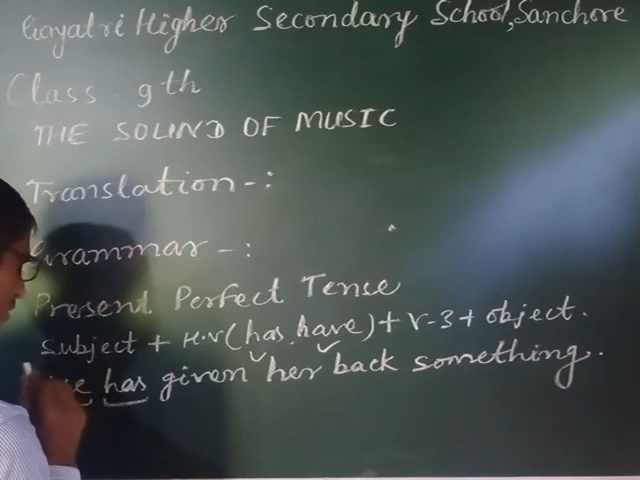 Gayatri Higher Secondary School, Sanchore
Class 9th
THE SOUND OF MUSIC
Translation -:
Grammar -:
Present Perfect Tense
Subject + H.V (has, have) + V-3 + object.
has given her back something.